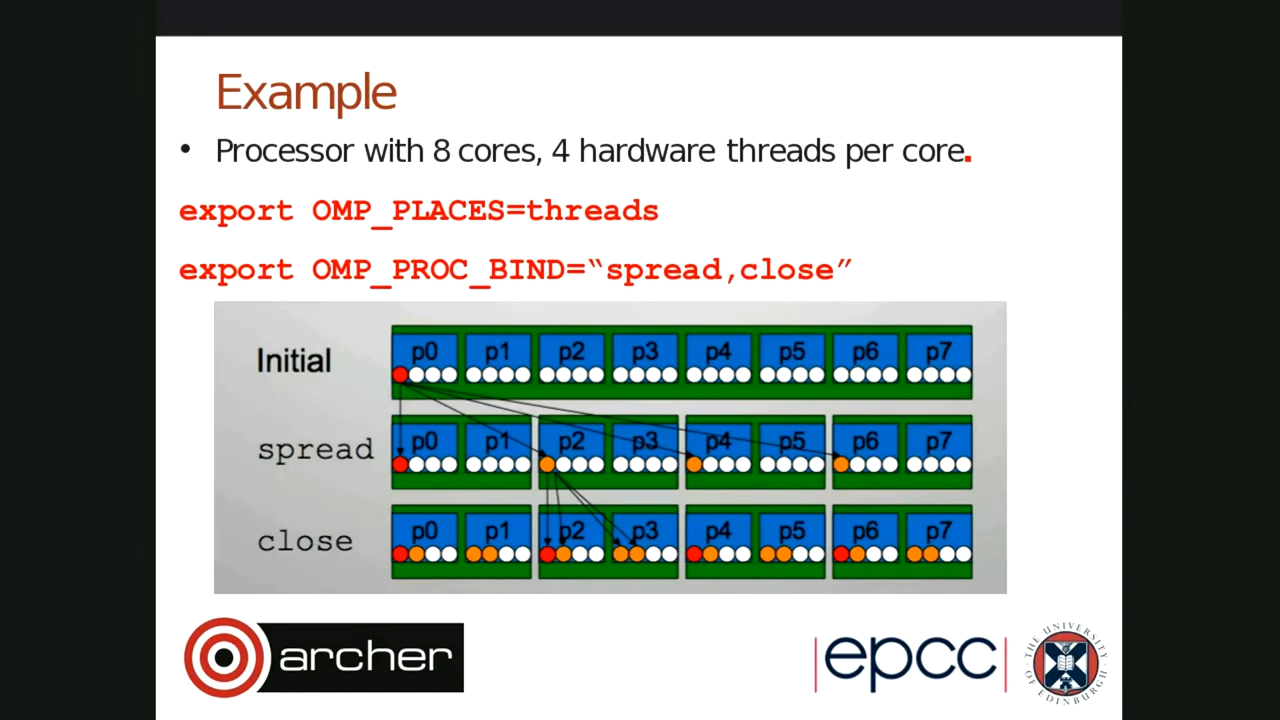 Example
• Processor with 8 cores, 4 hardware threads per core.
export OMP_PLACES=threads
export OMP_PROC_BIND=“spread,close”
Initial p0 p1 p2 p3 p4 p5 p6 p7
spread p0 p1 p2 p3 p4 p5 p6 p7
close p0 p1 p2 p3 p4 p5 p6 p7
archer
epcc
THE UNIVERSITY OF EDINBURGH